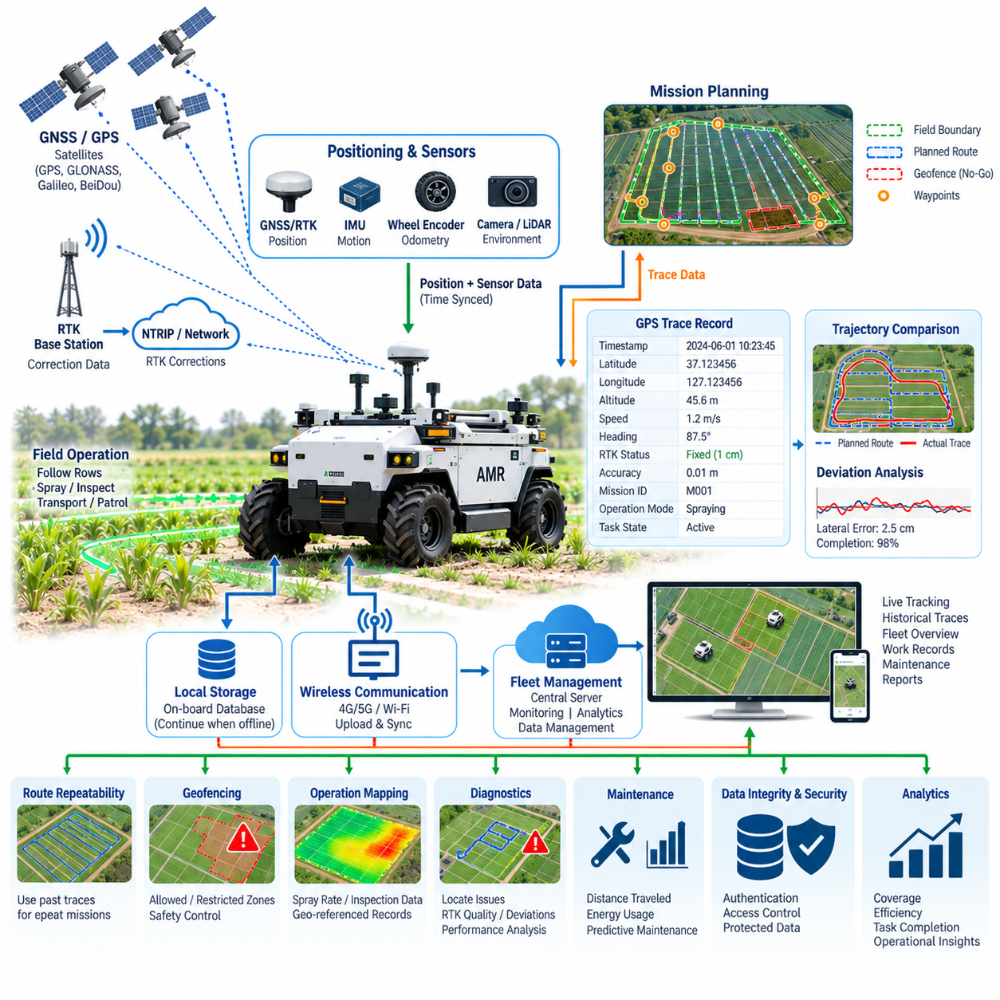 GNSS / GPS
Satellites
(GPS, GLONASS,
Galileo, BeiDou)
Positioning & Sensors
GNSS/RTK
Position
IMU
Motion
Wheel Encoder
Odometry
Camera / LiDAR
Environment
Mission Planning
Field Boundary
Planned Route
Geofence (No-Go)
Waypoints
RTK
Base Station
Correction Data
NTRIP / Network
RTK Corrections
Position + Sensor Data
(Time Synced)
Trace Data
GPS Trace Record
Timestamp 2024-06-01 10:23:45
Latitude 37.123456
Longitude 127.123456
Altitude 45.6 m
Speed 1.2 m/s
Heading 87.5°
RTK Status Fixed (1 cm)
Accuracy 0.01 m
Mission ID M001
Operation Mode Spraying
Task State Active
Trajectory Comparison
Planned Route
Actual Trace
Deviation Analysis
Lateral Error: 2.5 cm
Completion: 98%
Field Operation
Follow Rows
Spray / Inspect
Transport / Patrol
AMR
Local Storage
On-board Database
(Continue when offline)
Wireless Communication
4G/5G / Wi-Fi
Upload & Sync
Fleet Management
Central Server
Monitoring | Analytics
Data Management
Live Tracking
Historical Traces
Fleet Overview
Work Records
Maintenance
Reports
Route Repeatability
Use past traces
for epeat missions
Geofencing
Allowed / Restricted Zones
Safety Control
Operation Mapping
Spray Rate / Inspection Data
Geo-referenced Records
Diagnostics
Locate Issues
RTK Quality / Deviations
Performance Analysis
Maintenance
Distance Traveled
Energy Usage
Predictive Maintenance
Data Integrity & Security
Authentication
Access Control
Protected Data
Analytics
Coverage
Efficiency
Task Completion
Operational Insights